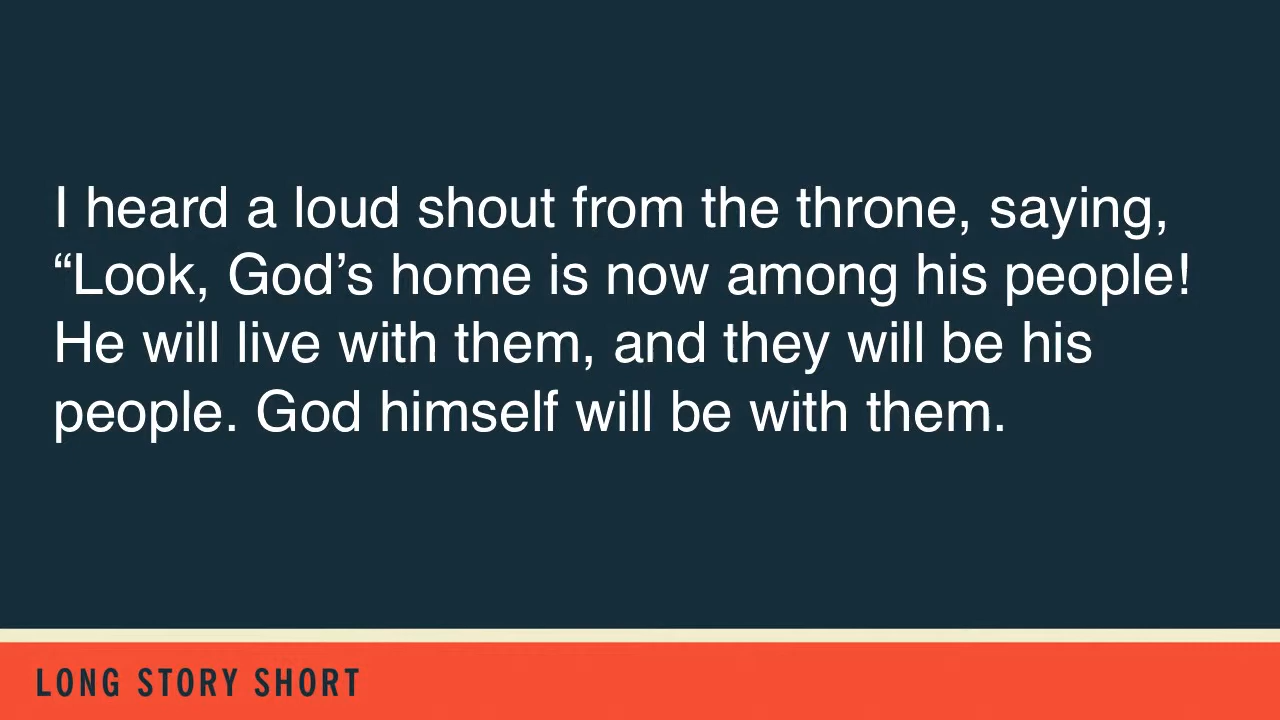 I heard a loud shout from the throne, saying,
“Look, God’s home is now among his people!
He will live with them, and they will be his
people. God himself will be with them.
LONG STORY SHORT